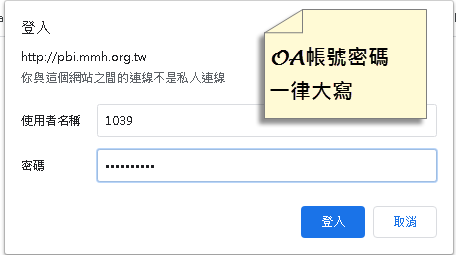 登入
http://pbi.mmh.org.tw
你與這個網站之間的連線不是私人連線
使用者名稱 1039
密碼 ••••••••••
登入 取消
OA帳號密碼
一律大寫